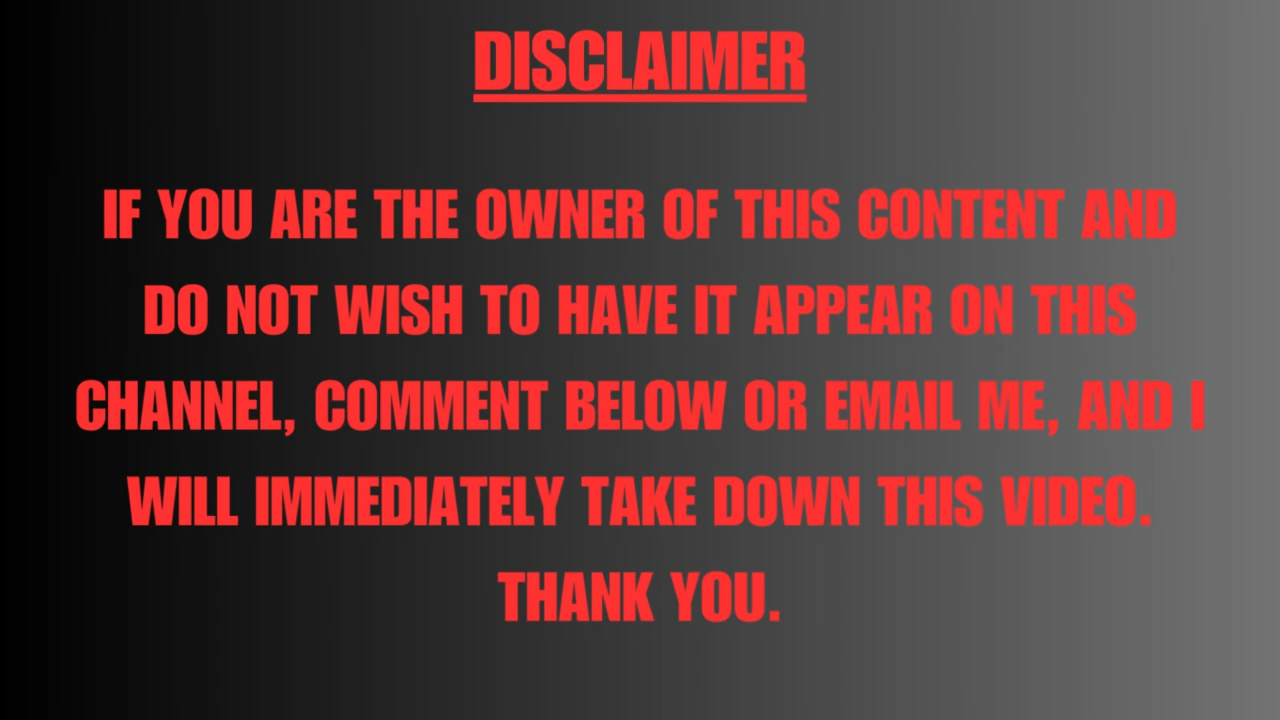 DISCLAIMER
IF YOU ARE THE OWNER OF THIS CONTENT AND
DO NOT WISH TO HAVE IT APPEAR ON THIS
CHANNEL, COMMENT BELOW OR EMAIL ME, AND I
WILL IMMEDIATELY TAKE DOWN THIS VIDEO.
THANK YOU.